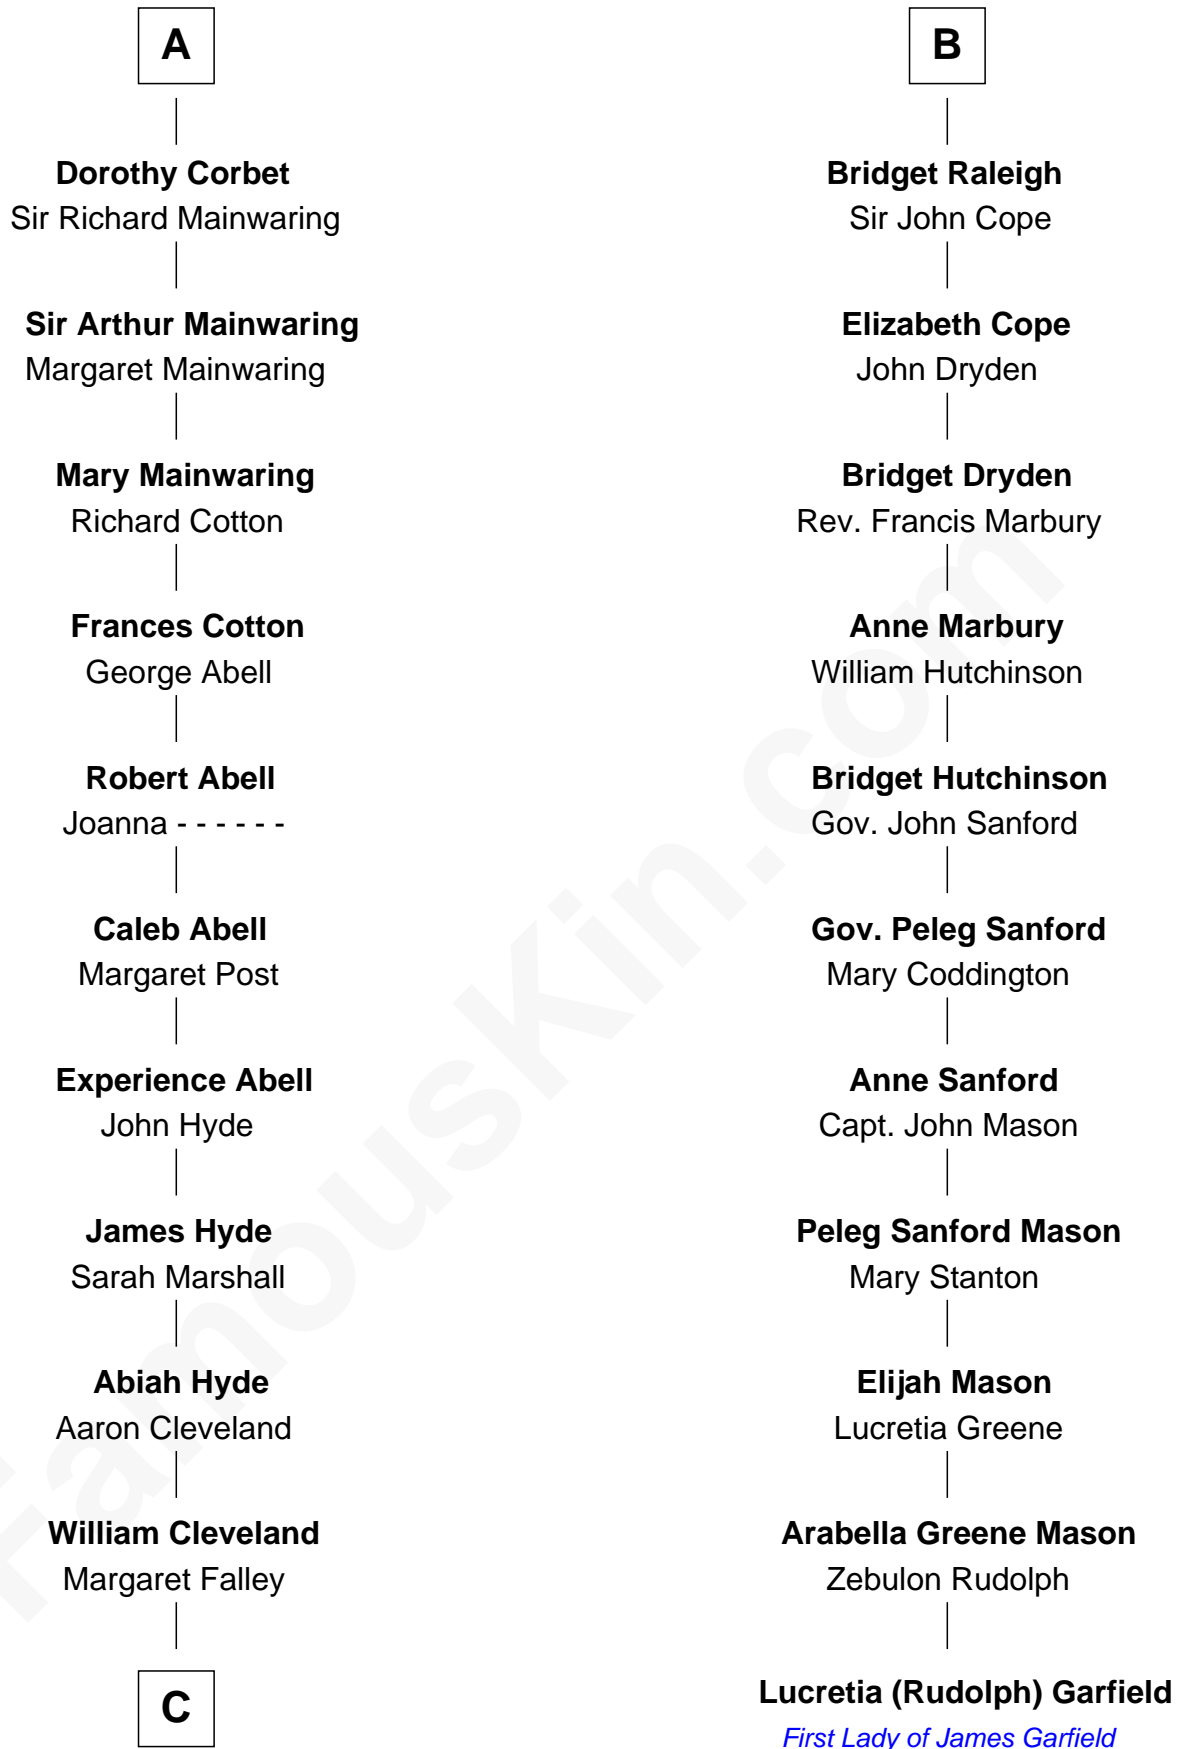 A
Dorothy Corbet
Sir Richard Mainwaring
Sir Arthur Mainwaring
Margaret Mainwaring
Mary Mainwaring
Richard Cotton
Frances Cotton
George Abell
Robert Abell
Joanna - - - - - -
Caleb Abell
Margaret Post
Experience Abell
John Hyde
James Hyde
Sarah Marshall
Abiah Hyde
Aaron Cleveland
William Cleveland
Margaret Falley
C
B
Bridget Raleigh
Sir John Cope
Elizabeth Cope
John Dryden
Bridget Dryden
Rev. Francis Marbury
Anne Marbury
William Hutchinson
Bridget Hutchinson
Gov. John Sanford
Gov. Peleg Sanford
Mary Coddington
Anne Sanford
Capt. John Mason
Peleg Sanford Mason
Mary Stanton
Elijah Mason
Lucretia Greene
Arabella Greene Mason
Zebulon Rudolph
Lucretia (Rudolph) Garfield
First Lady of James Garfield
FamousKin.com